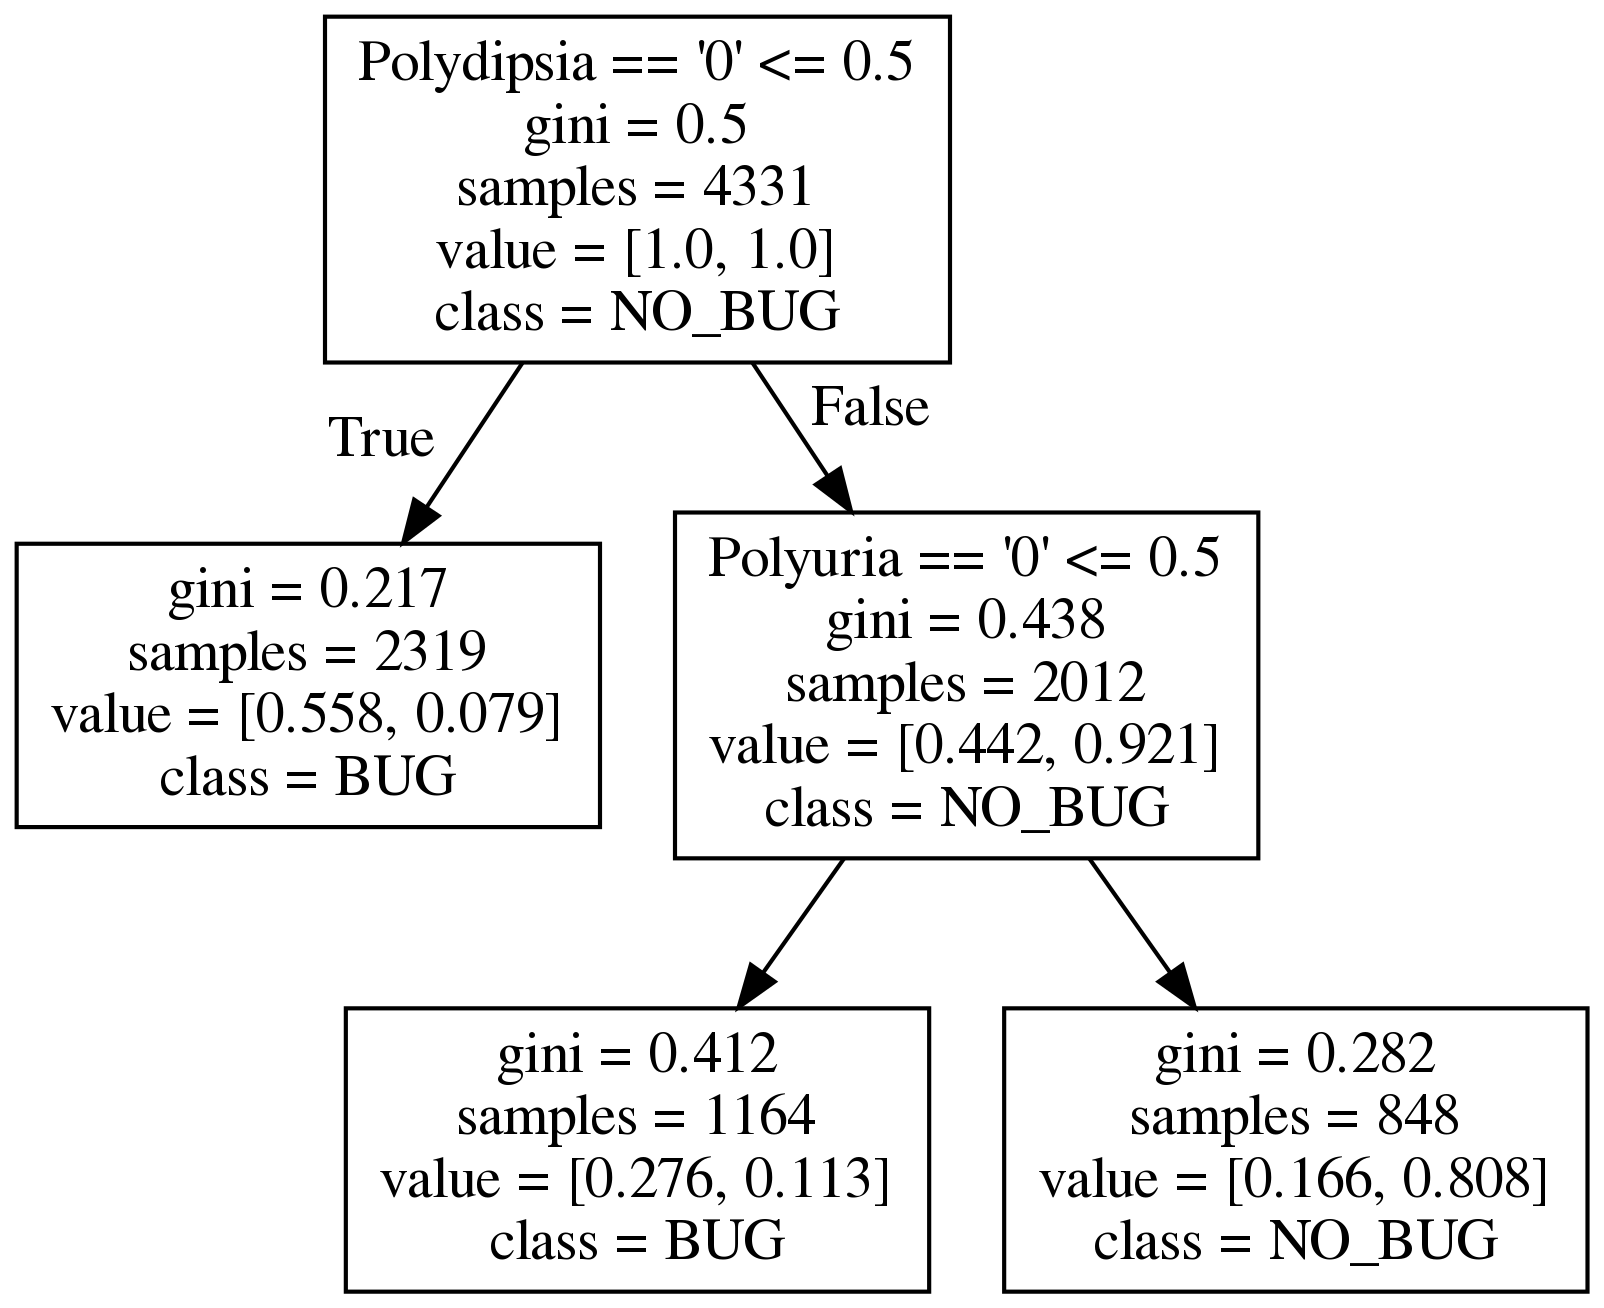 Polydipsia == '0' <= 0.5
gini = 0.5
samples = 4331
value = [1.0, 1.0]
class = NO_BUG
True
False
gini = 0.217
samples = 2319
value = [0.558, 0.079]
class = BUG
Polyuria == '0' <= 0.5
gini = 0.438
samples = 2012
value = [0.442, 0.921]
class = NO_BUG
gini = 0.412
samples = 1164
value = [0.276, 0.113]
class = BUG
gini = 0.282
samples = 848
value = [0.166, 0.808]
class = NO_BUG